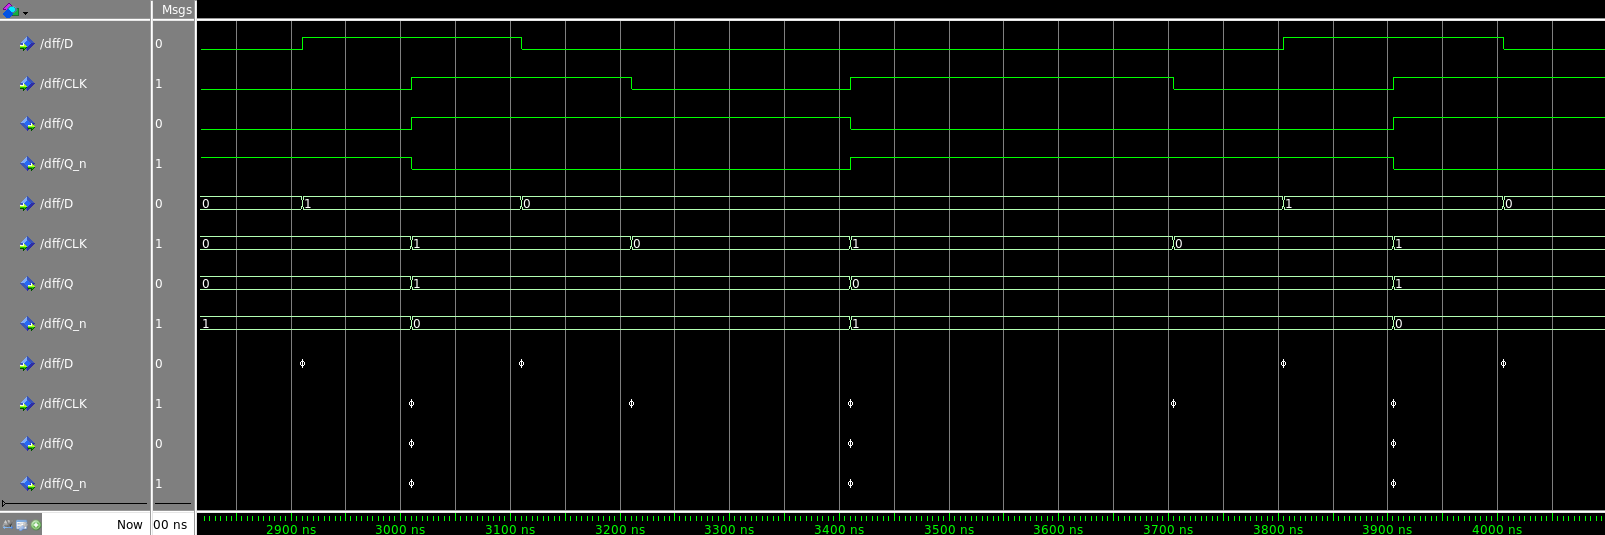 Msgs
/dff/D 0
/dff/CLK 1
/dff/Q 0
/dff/Q_n 1
/dff/D 0 0 1 0 1 0
/dff/CLK 1 0 1 0 1 0 1
/dff/Q 0 0 1 0 1
/dff/Q_n 1 1 0 1 0
/dff/D 0
/dff/CLK 1
/dff/Q 0
/dff/Q_n 1
Now 00 ns 2900 ns 3000 ns 3100 ns 3200 ns 3300 ns 3400 ns 3500 ns 3600 ns 3700 ns 3800 ns 3900 ns 4000 ns